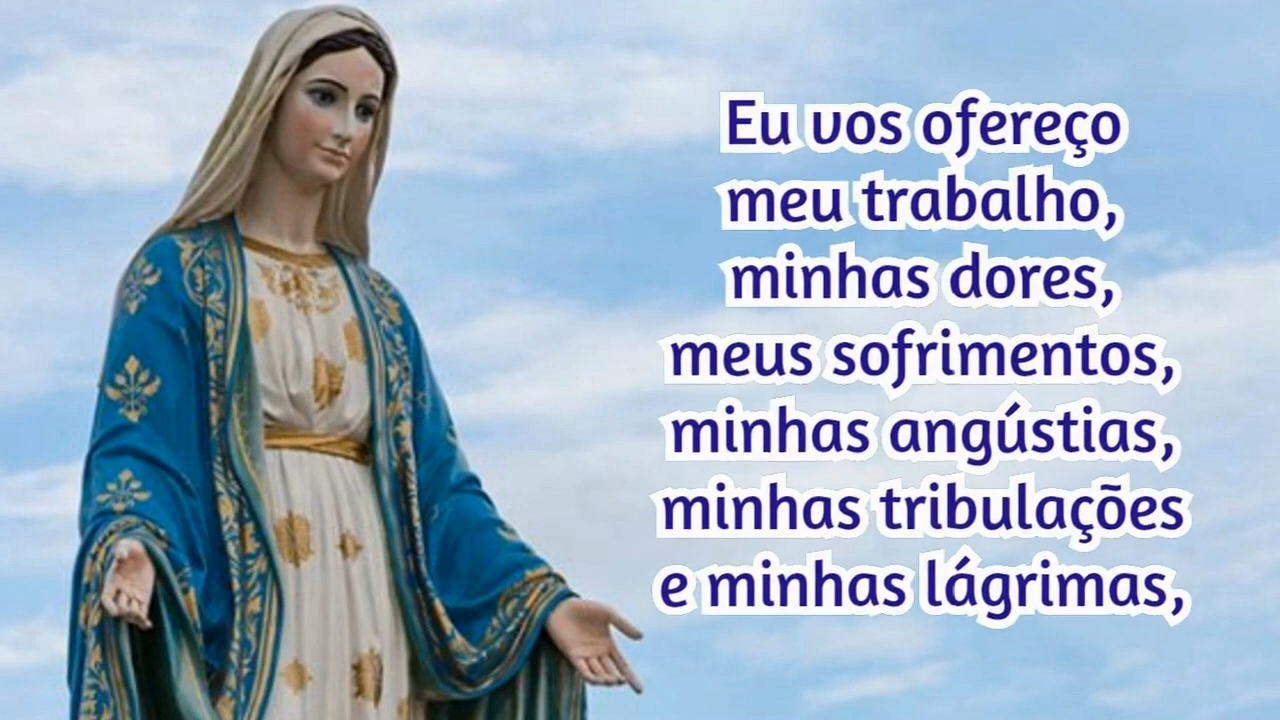 Eu vos ofereço
meu trabalho,
minhas dores,
meus sofrimentos,
minhas angústias,
minhas tribulações
e minhas lágrimas,